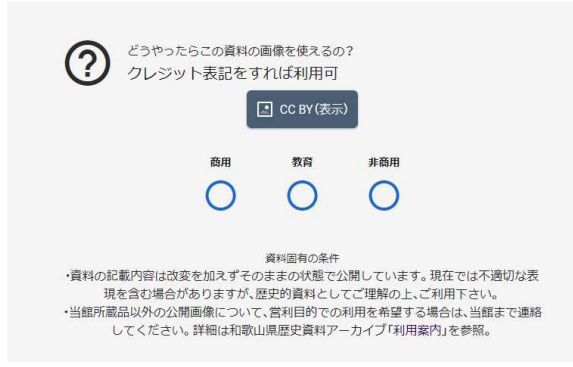 どうやったらこの資料の画像を使えるの?
クレジット表記をすれば利用可
CC BY(表示)
商用 教育 非商用
資料固有の条件
・資料の記載内容は改変を加えずそのままの状態で公開しています。現在では不適切な表
現を含む場合がありますが、歴史的資料としてご理解の上、ご利用下さい。
・当館所蔵品以外の公開画像について、営利目的での利用を希望する場合は、当館まで連絡
してください。詳細は和歌山県歴史資料アーカイブ「利用案内」を参照。